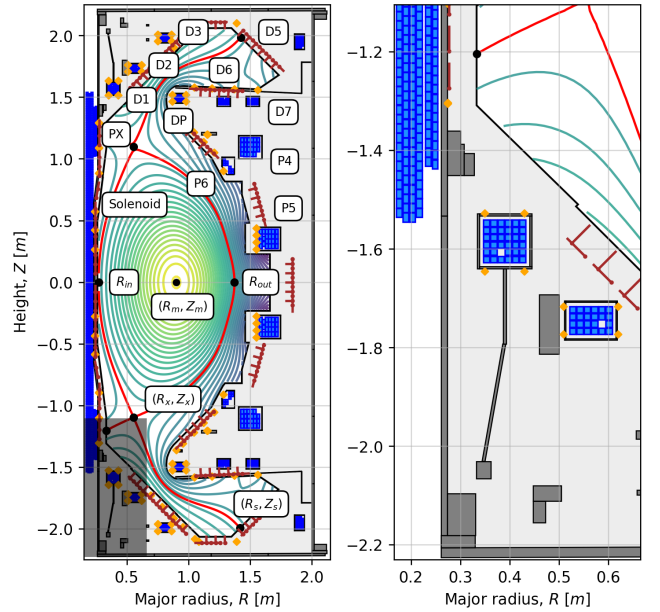 2.0
1.5
1.0
0.5
0.0
−0.5
−1.0
−1.5
−2.0
Height, Z [m]
0.5
1.0
1.5
2.0
Major radius, R [m]
D3
D5
D2
D6
D1
D7
DP
PX
P4
P6
Solenoid
P5
R_in
R_out
(R_m, Z_m)
(R_x, Z_x)
(R_s, Z_s)
−1.2
−1.4
−1.6
−1.8
−2.0
−2.2
0.2
0.3
0.4
0.5
0.6
Major radius, R [m]